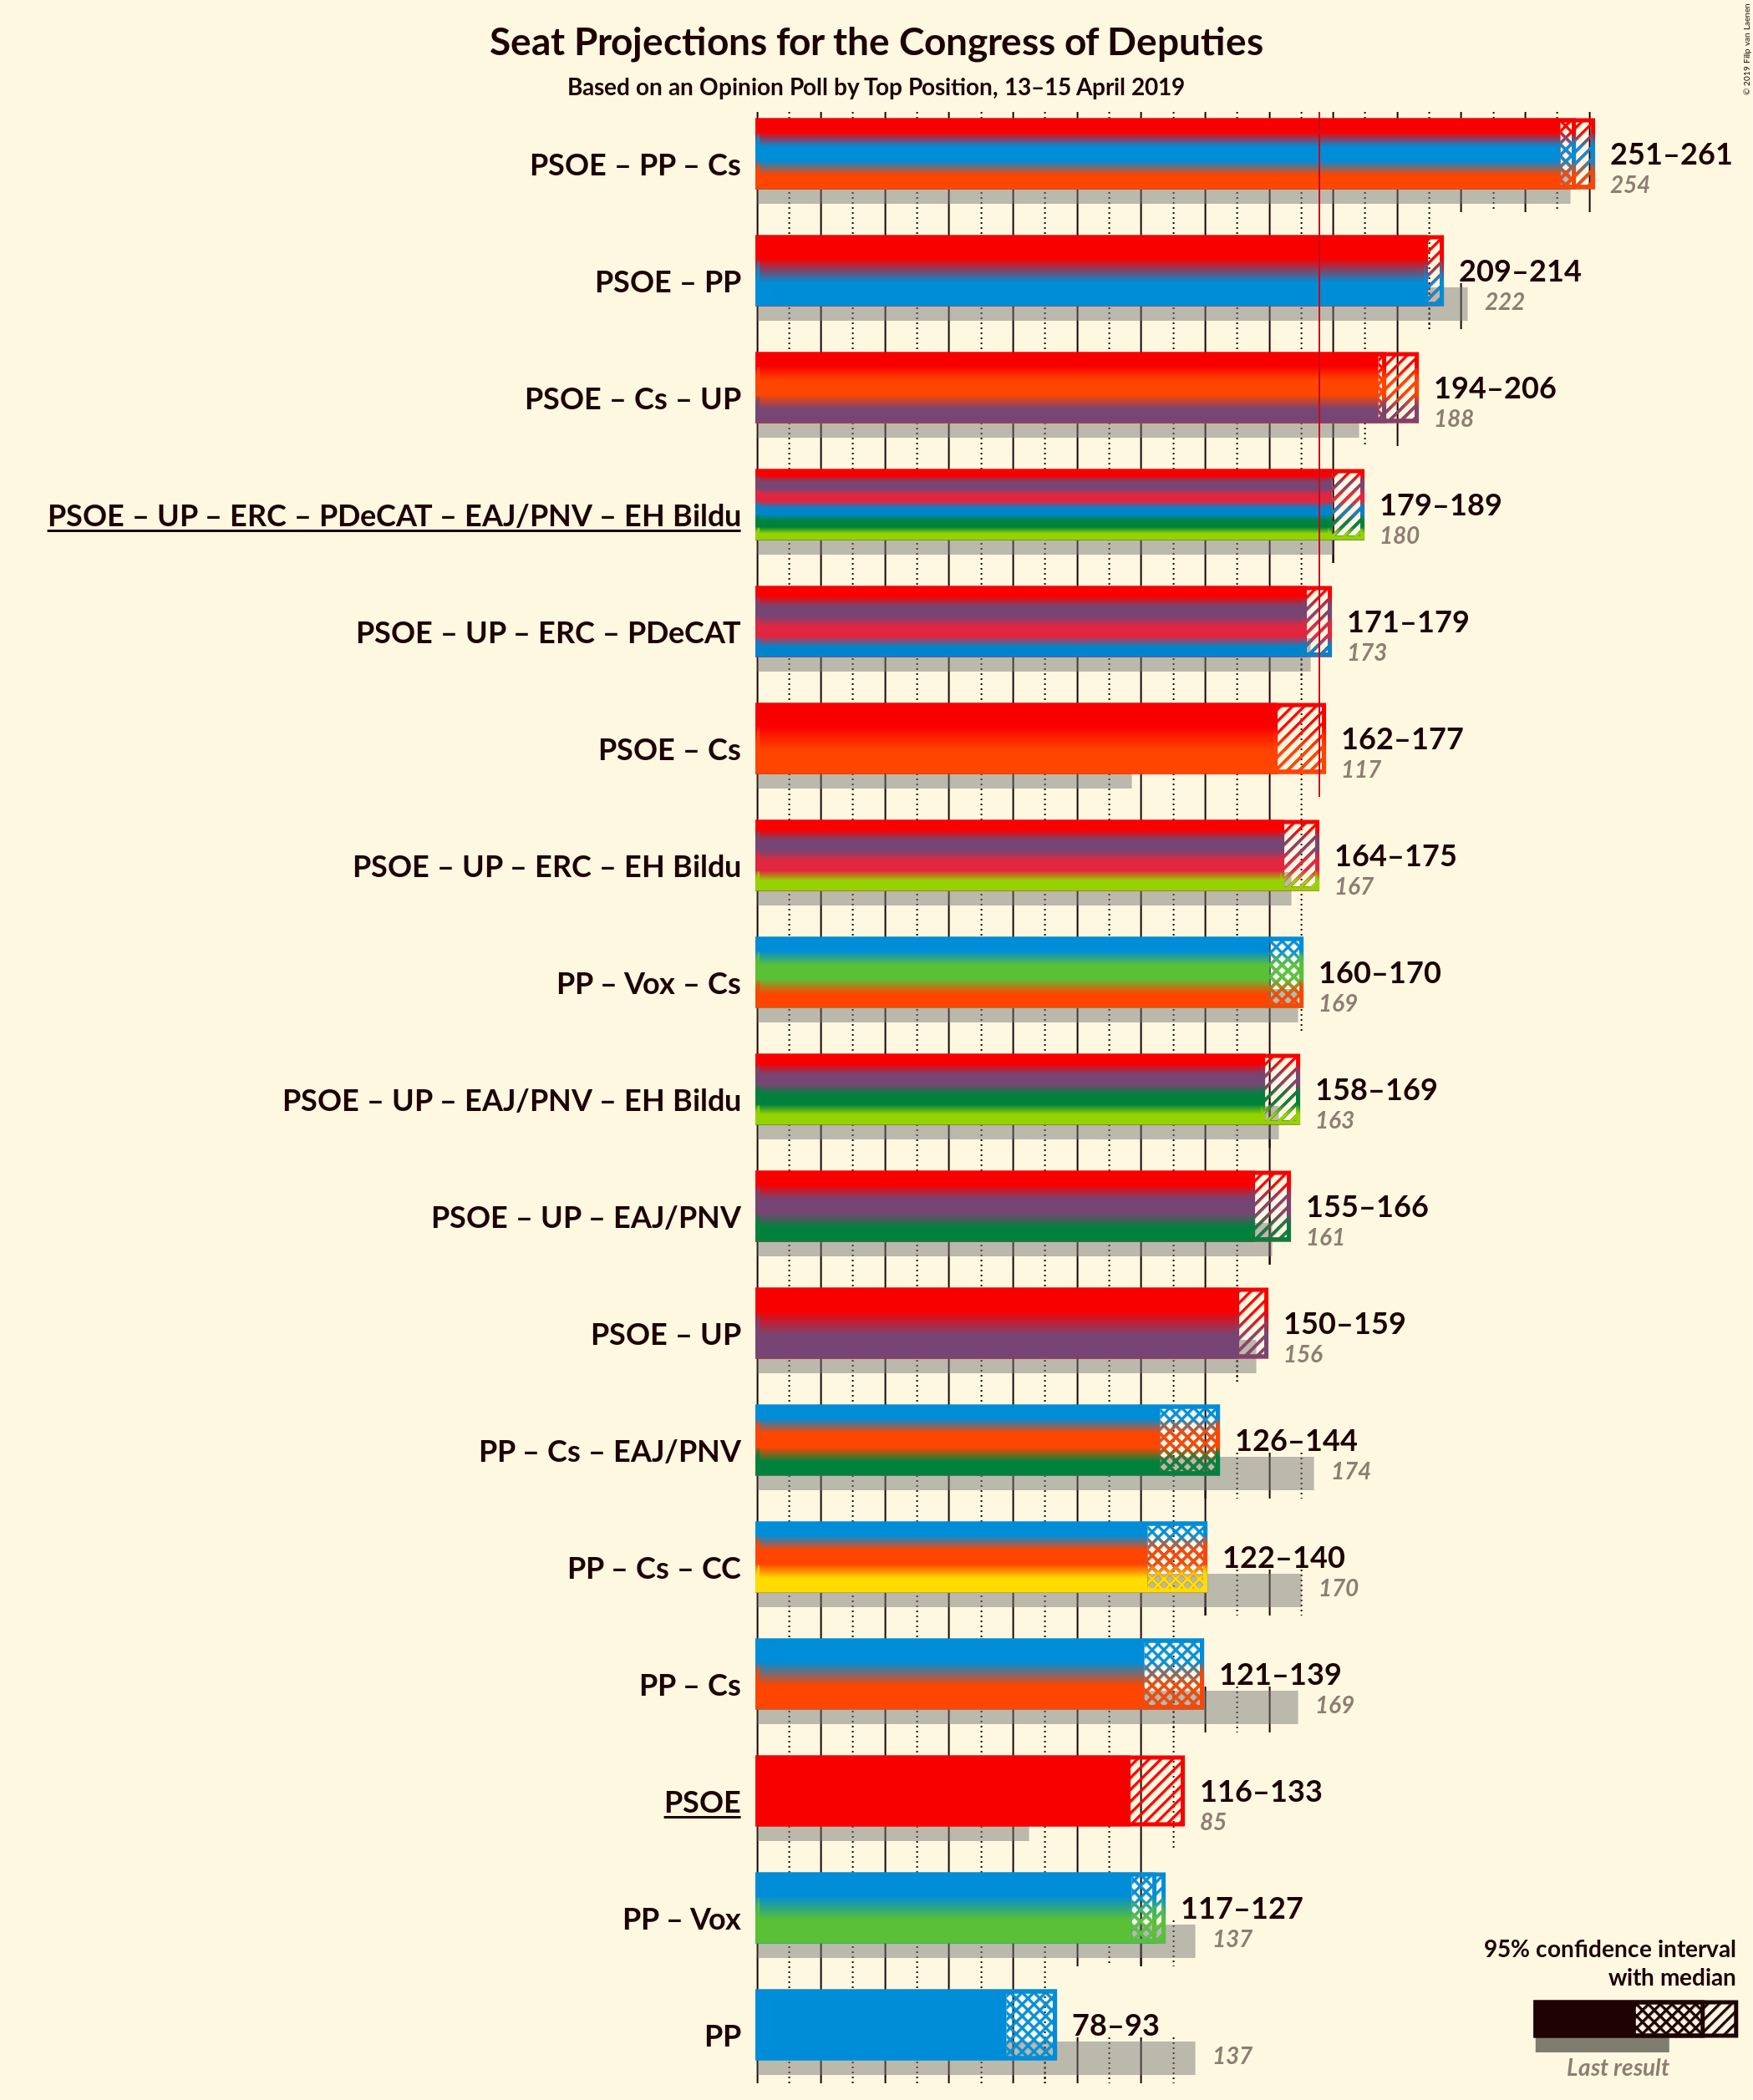 Seat Projections for the Congress of Deputies
Based on an Opinion Poll by Top Position, 13–15 April 2019
© 2019 Filip van Laenen
PSOE – PP – Cs
251–261
254
PSOE – PP
209–214
222
PSOE – Cs – UP
194–206
188
PSOE – UP – ERC – PDeCAT – EAJ/PNV – EH Bildu
179–189
180
PSOE – UP – ERC – PDeCAT
171–179
173
PSOE – Cs
162–177
117
PSOE – UP – ERC – EH Bildu
164–175
167
PP – Vox – Cs
160–170
169
PSOE – UP – EAJ/PNV – EH Bildu
158–169
163
PSOE – UP – EAJ/PNV
155–166
161
PSOE – UP
150–159
156
PP – Cs – EAJ/PNV
126–144
174
PP – Cs – CC
122–140
170
PP – Cs
121–139
169
PSOE
116–133
85
PP – Vox
117–127
137
PP
78–93
137
95% confidence interval
with median
Last result